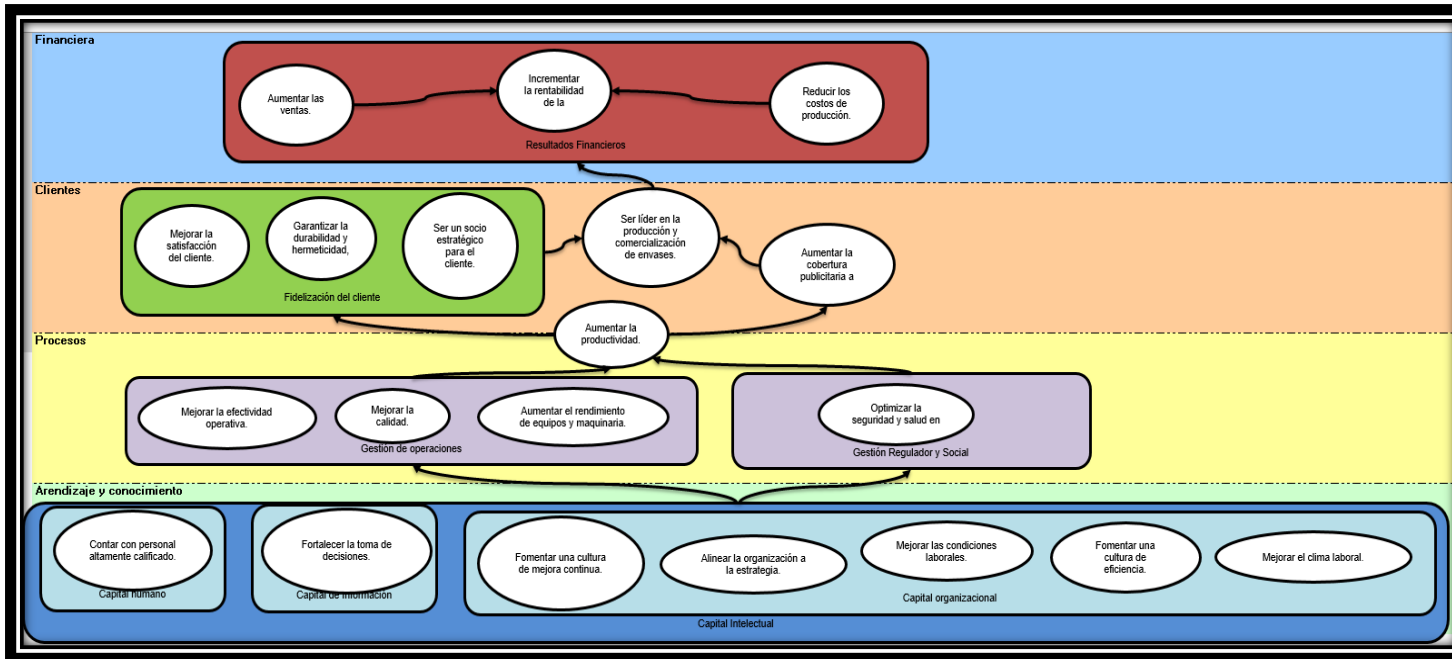 Financiera
Aumentar las
ventas.
Incrementar
la rentabilidad
de la
Reducir los
costos de
producción.
Resultados Financieros
Clientes
Mejorar la
satisfacción
del cliente.
Garantizar la
durabilidad y
hermeticidad,
Ser un socio
estratégico
para el
cliente.
Fidelización del cliente
Ser líder en la
producción y
comercialización
de envases.
Aumentar la
cobertura
publicitaria a
Aumentar la
productividad.
Procesos
Mejorar la efectividad
operativa.
Mejorar la
calidad.
Aumentar el rendimiento
de equipos y maquinaria.
Gestión de operaciones
Optimizar la
seguridad y salud en
Gestión Regulador y Social
Arendizaje y conocimiento
Contar con personal
altamente calificado.
Capital humano
Fortalecer la toma de
decisiones.
Capital de información
Fomentar una cultura
de mejora continua.
Alinear la organización a
la estrategia.
Mejorar las condiciones
laborales.
Fomentar una
cultura de
eficiencia.
Mejorar el clima laboral.
Capital organizacional
Capital Intelectual